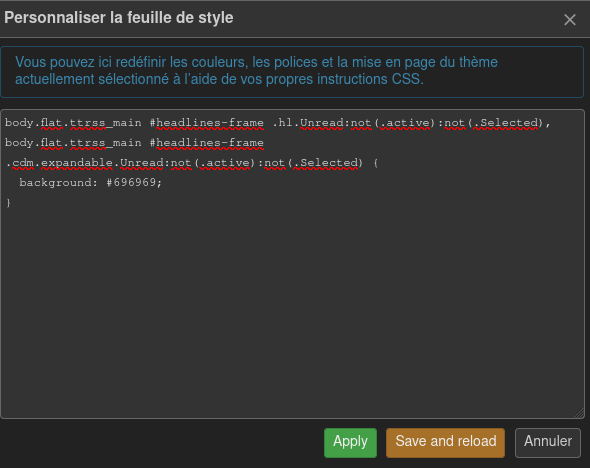 Personnaliser la feuille de style
Vous pouvez ici redéfinir les couleurs, les polices et la mise en page du thème
actuellement sélectionné à l'aide de vos propres instructions CSS.
body.flat.ttrss_main #headlines-frame .hl.Unread:not(.active):not(.Selected),
body.flat.ttrss_main #headlines-frame
.cdm.expandable.Unread:not(.active):not(.Selected) {
  background: #696969;
}
Apply Save and reload Annuler